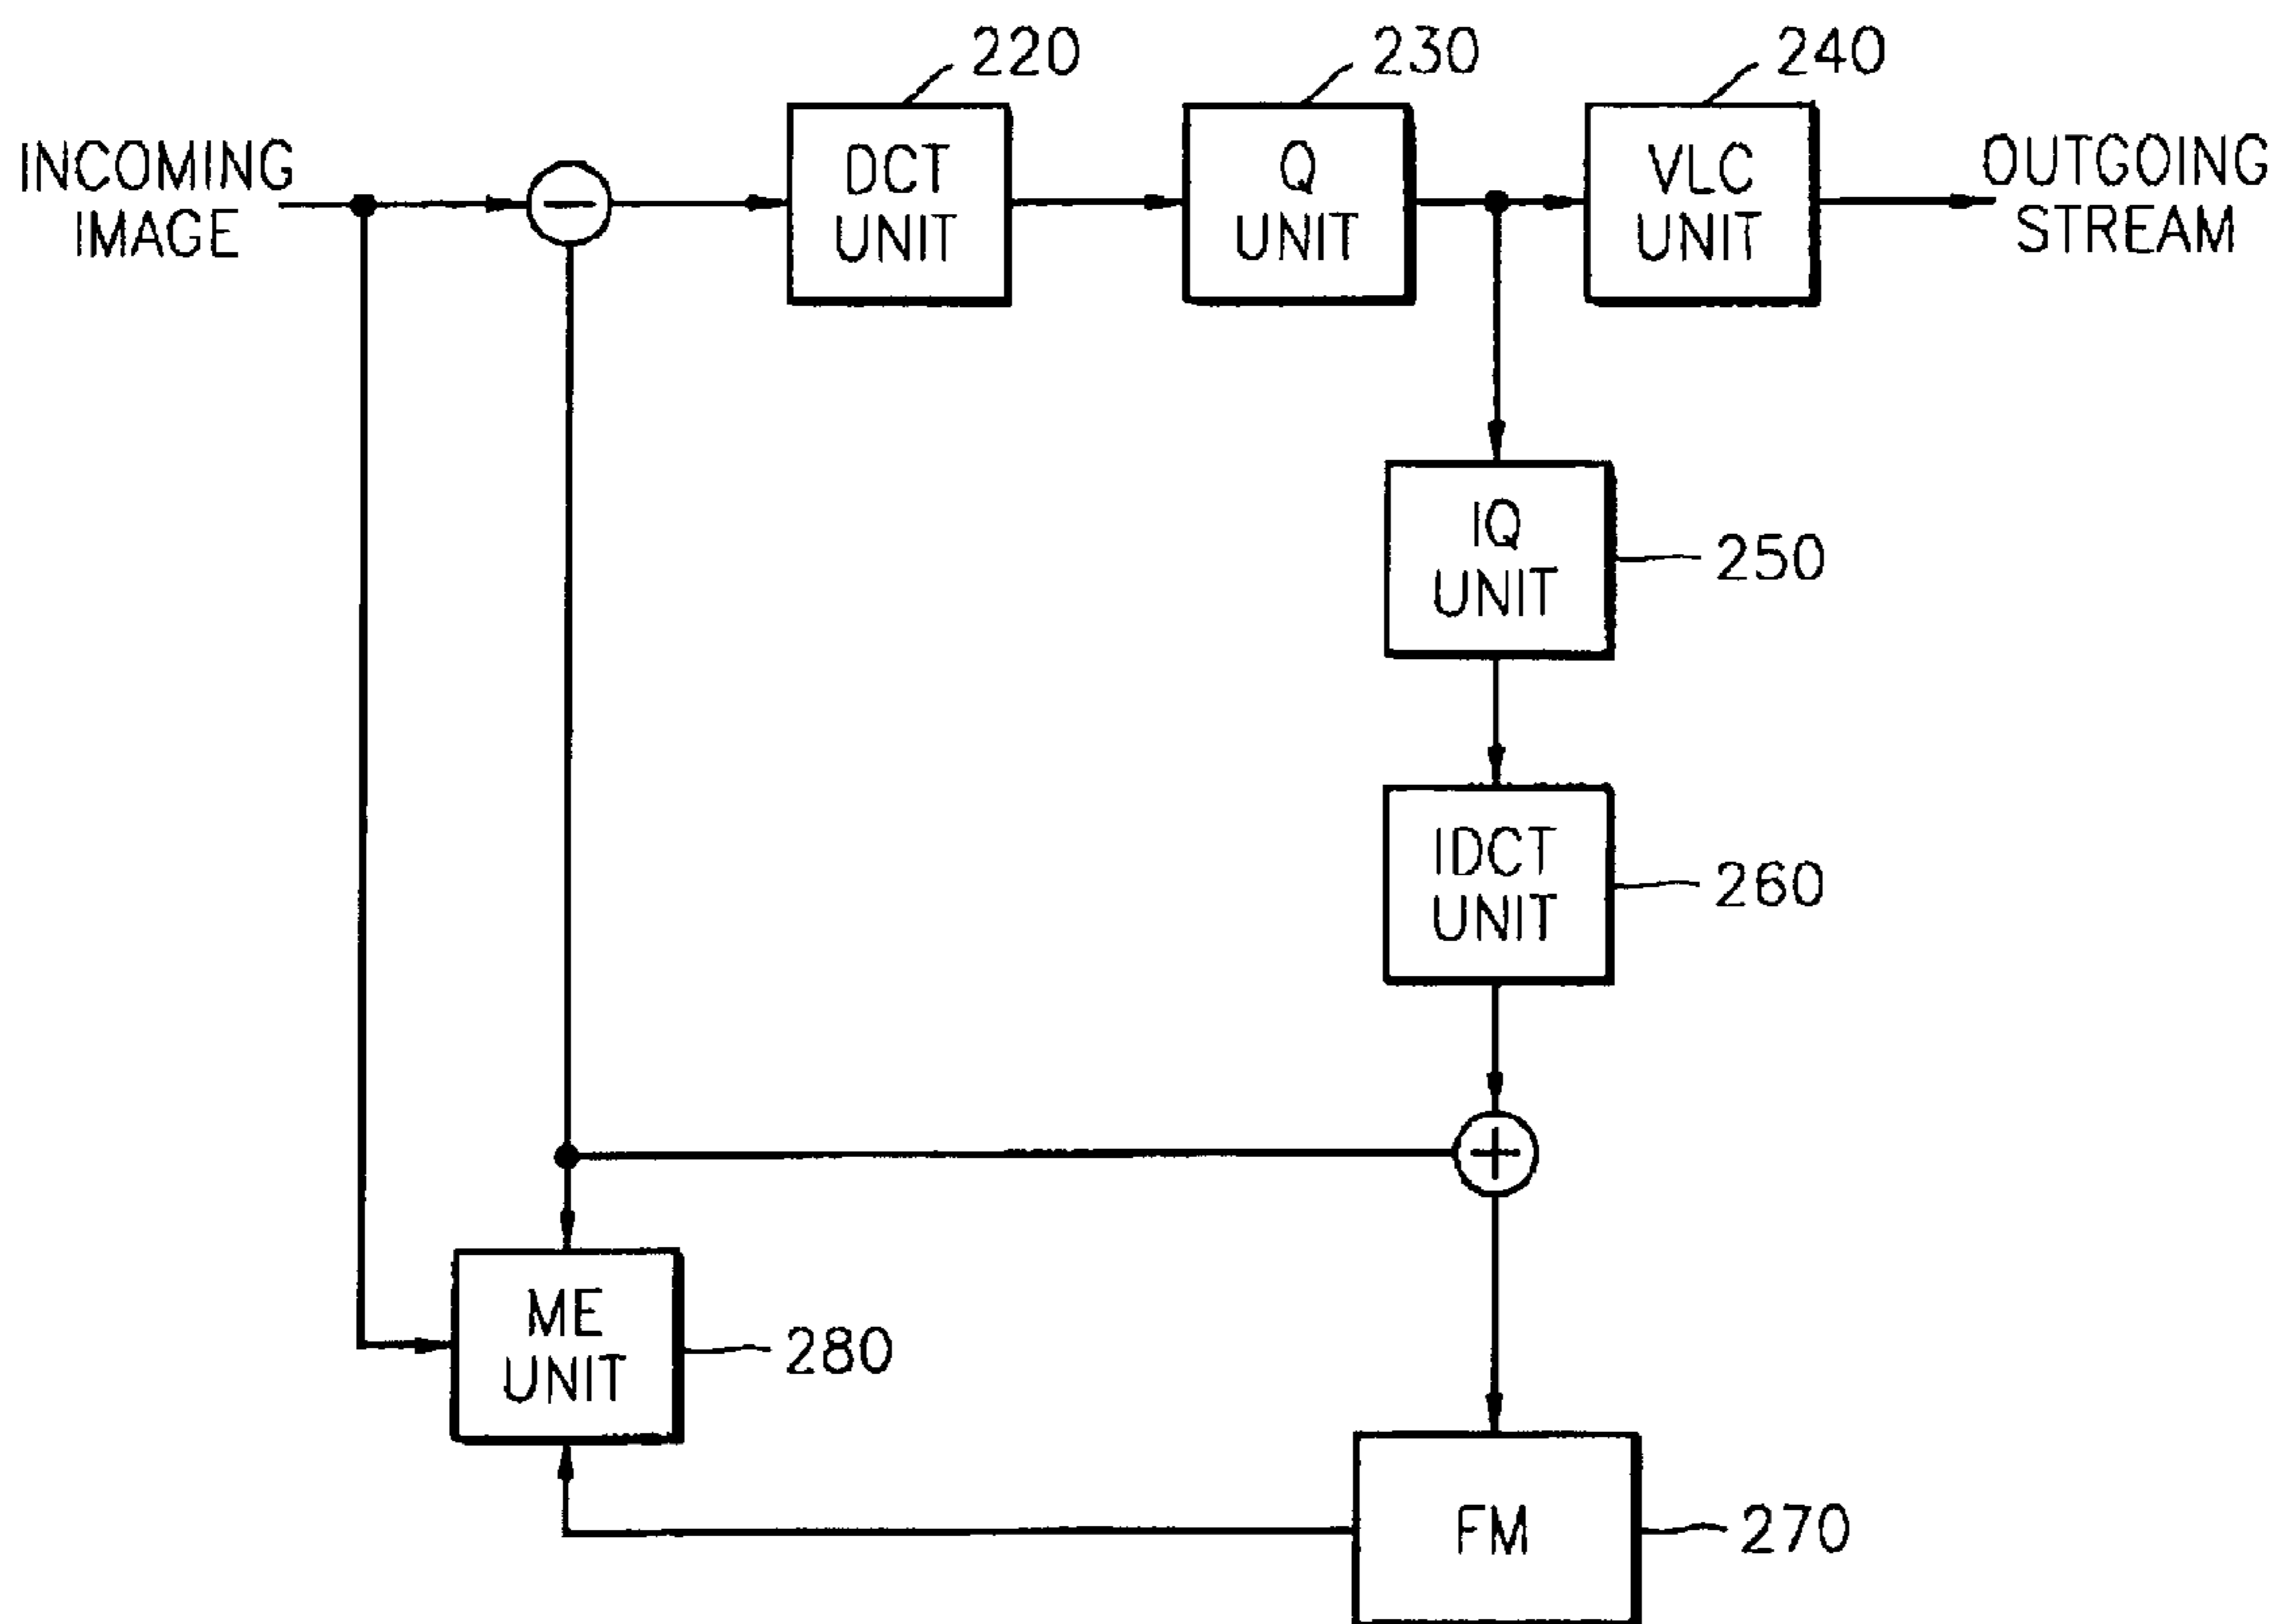 220
230
240
INCOMING
IMAGE
DCT
UNIT
Q
UNIT
VLC
UNIT
OUTGOING
STREAM
IQ
UNIT
250
IDCT
UNIT
260
ME
UNIT
280
FM
270